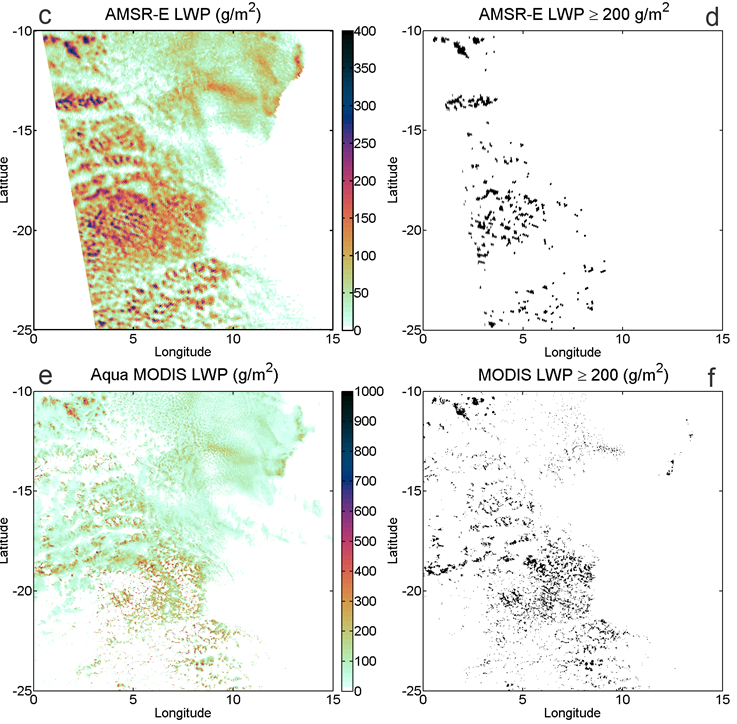 c AMSR-E LWP (g/m²)
AMSR-E LWP ≥ 200 g/m² d
-10
-15
-20
-25
Latitude
0 5 10 15
Longitude
400
350
300
250
200
150
100
50
0
-10
-15
-20
-25
Latitude
0 5 10 15
Longitude
e Aqua MODIS LWP (g/m²)
MODIS LWP ≥ 200 (g/m²) f
-10
-15
-20
-25
Latitude
0 5 10 15
Longitude
1000
900
800
700
600
500
400
300
200
100
0
-10
-15
-20
-25
Latitude
0 5 10 15
Longitude